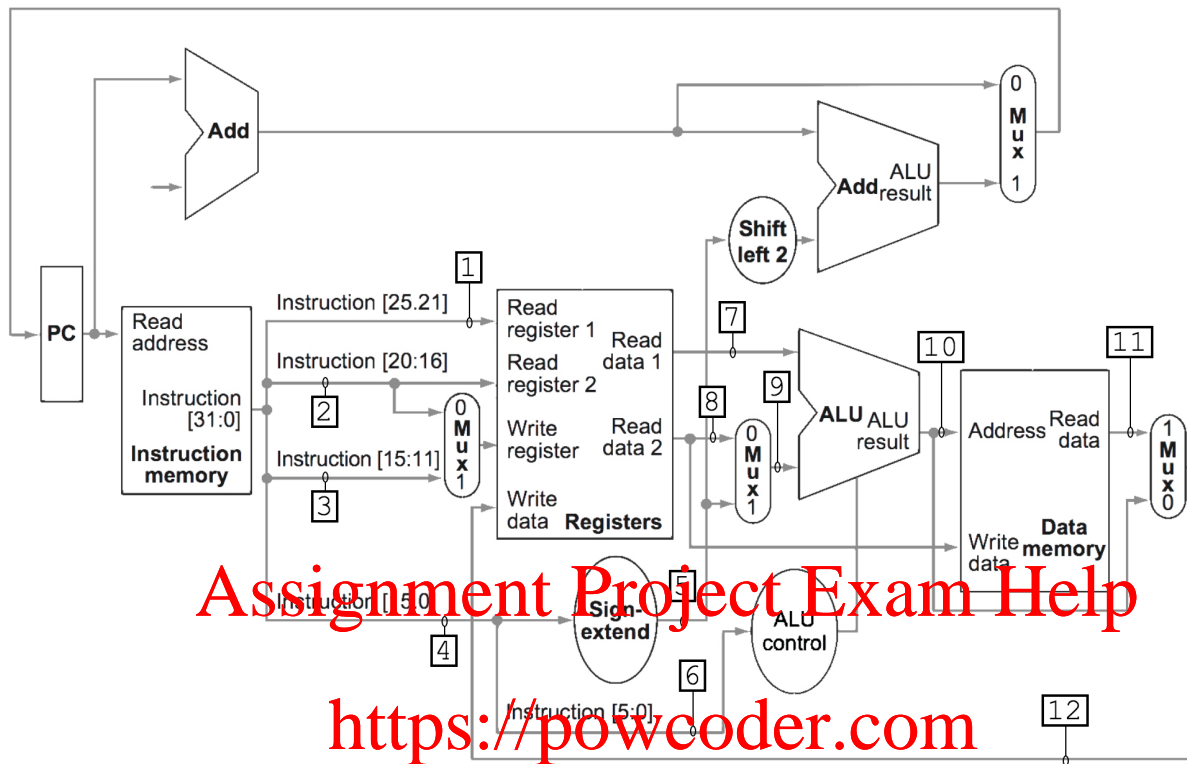 0
Mux
1
Add
ALU
Add result
Shift
left 2
1
PC
Read
address
Instruction
[31:0]
Instruction
memory
Instruction [25.21]
Instruction [20:16]
2
Instruction [15:11]
3
0
Mux
1
Read
register 1
Read
register 2
Write
register
Write
data
Registers
Read
data 1
Read
data 2
7
8
9
0
Mux
1
ALU ALU
result
10
Address
Read
data
Write
data
Data
memory
11
1
Mux
0
Assignment Project Exam Help
Instruction [15:0]
4
Sign-
extend
5
ALU
control
6
Instruction [5:0]
https://powcoder.com
12